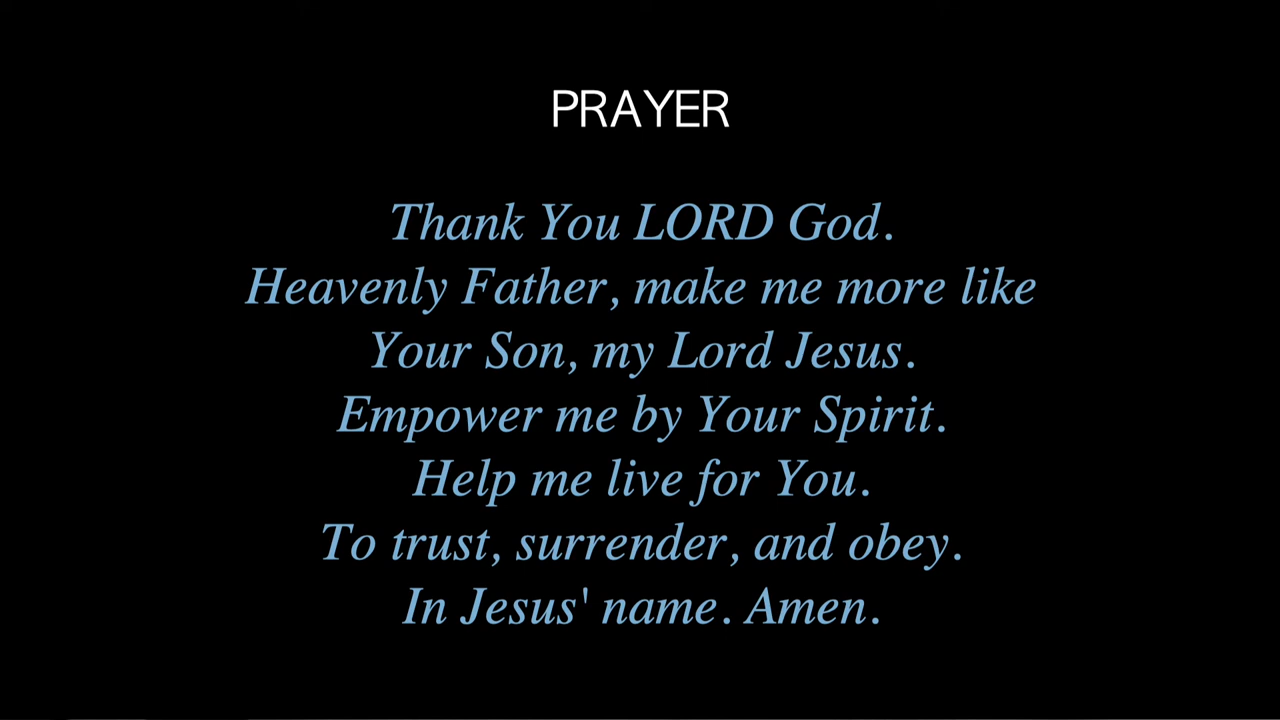 PRAYER
Thank You LORD God.
Heavenly Father, make me more like
Your Son, my Lord Jesus.
Empower me by Your Spirit.
Help me live for You.
To trust, surrender, and obey.
In Jesus' name. Amen.